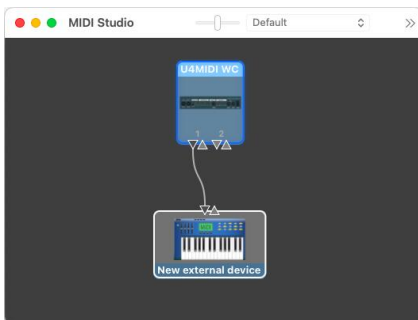 MIDI Studio
Default
U4MIDI WC
1 2
New external device